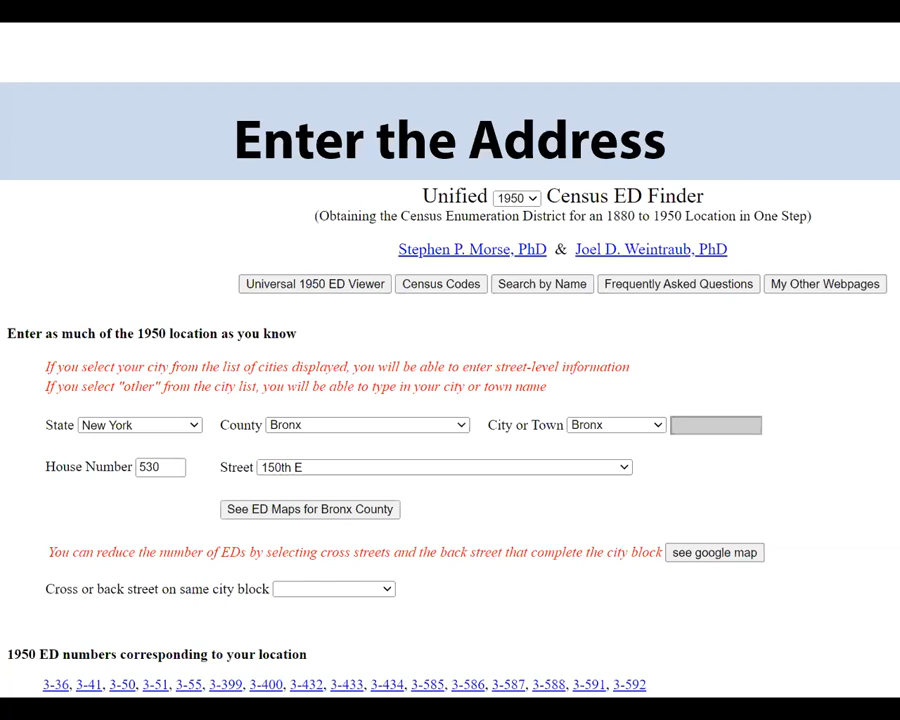 Enter the Address
Unified 1950 Census ED Finder
(Obtaining the Census Enumeration District for an 1880 to 1950 Location in One Step)
Stephen P. Morse, PhD & Joel D. Weintraub, PhD
Universal 1950 ED Viewer Census Codes Search by Name Frequently Asked Questions My Other Webpages
Enter as much of the 1950 location as you know
If you select your city from the list of cities displayed, you will be able to enter street-level information
If you select "other" from the city list, you will be able to type in your city or town name
State New York County Bronx City or Town Bronx
House Number 530 Street 150th E
See ED Maps for Bronx County
You can reduce the number of EDs by selecting cross streets and the back street that complete the city block see google map
Cross or back street on same city block
1950 ED numbers corresponding to your location
3-36, 3-41, 3-50, 3-51, 3-55, 3-399, 3-400, 3-432, 3-433, 3-434, 3-585, 3-586, 3-587, 3-588, 3-591, 3-592